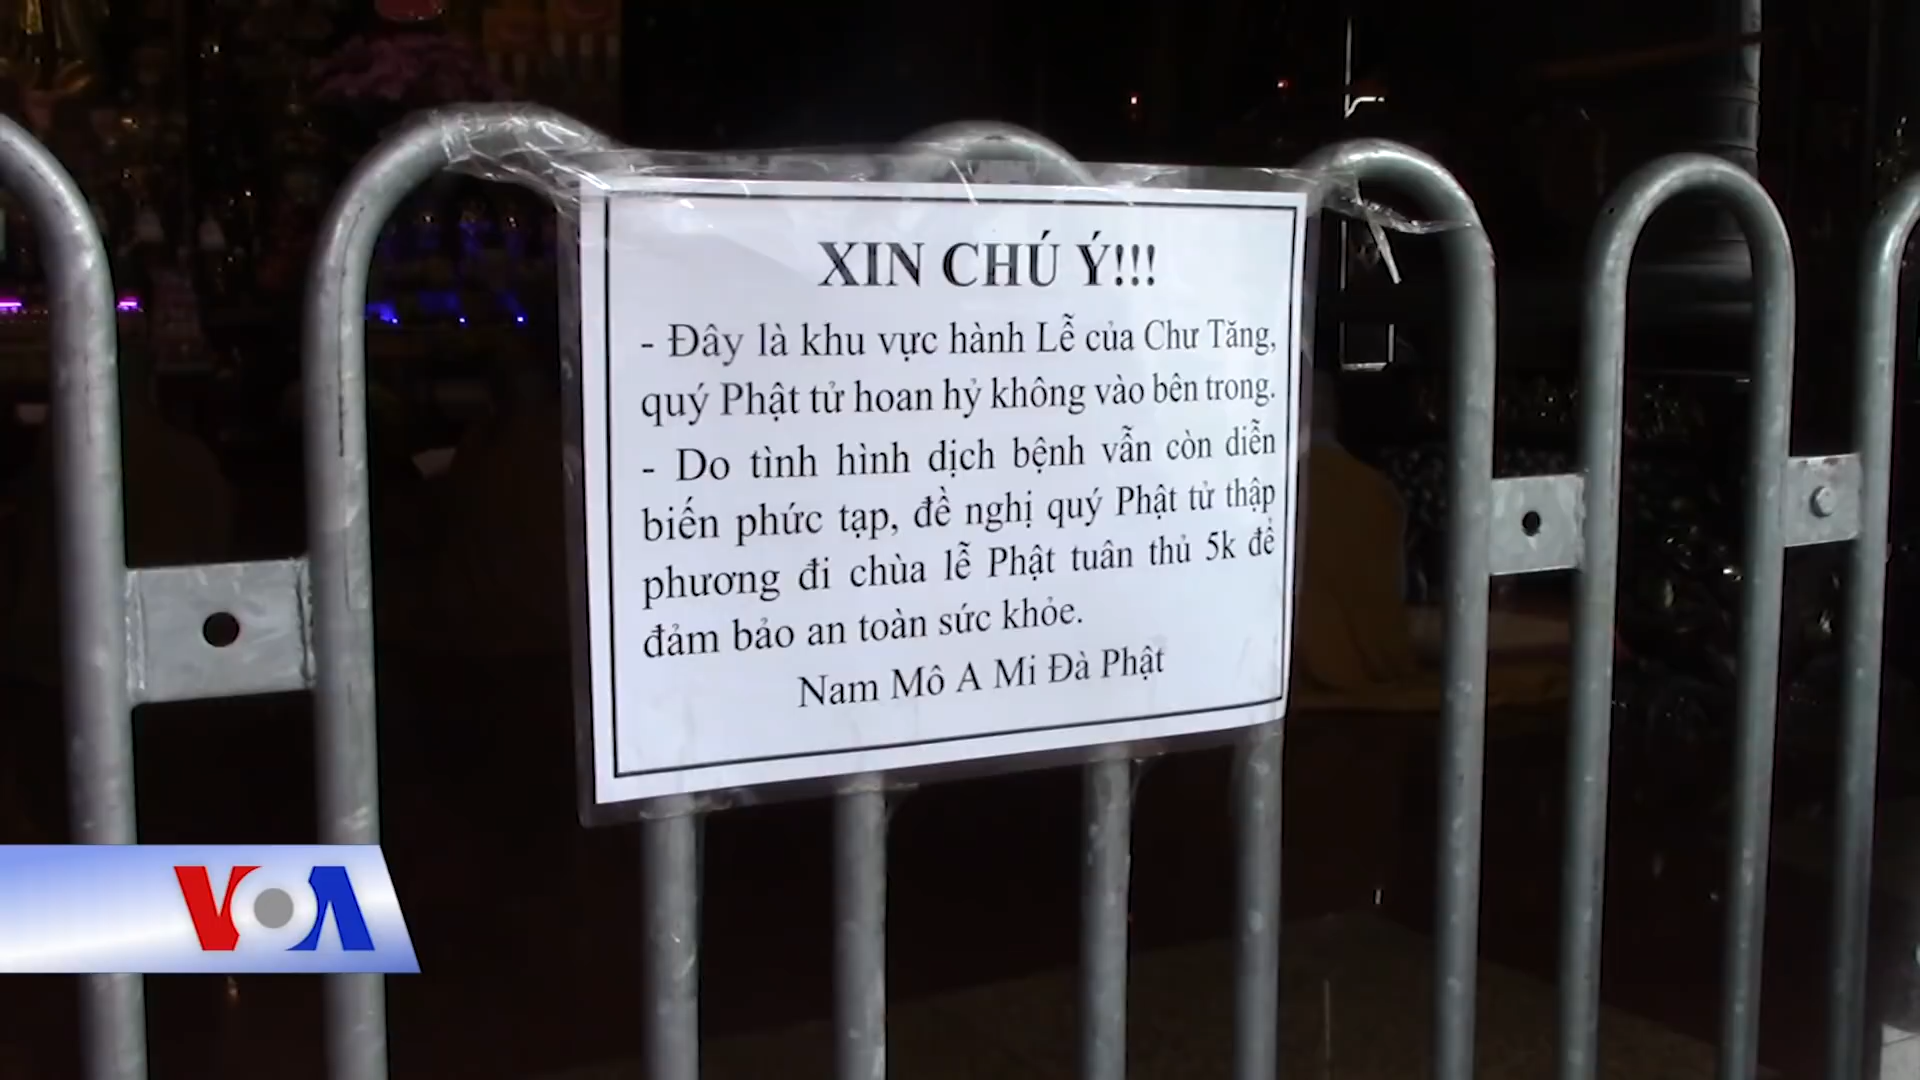 XIN CHÚ Ý!!!
- Đây là khu vực hành Lễ của Chư Tăng,
quý Phật tử hoan hỷ không vào bên trong.
- Do tình hình dịch bệnh vẫn còn diễn
biến phức tạp, đề nghị quý Phật tử thập
phương đi chùa lễ Phật tuân thủ 5k để
đảm bảo an toàn sức khỏe.
Nam Mô A Mi Đà Phật
VOA